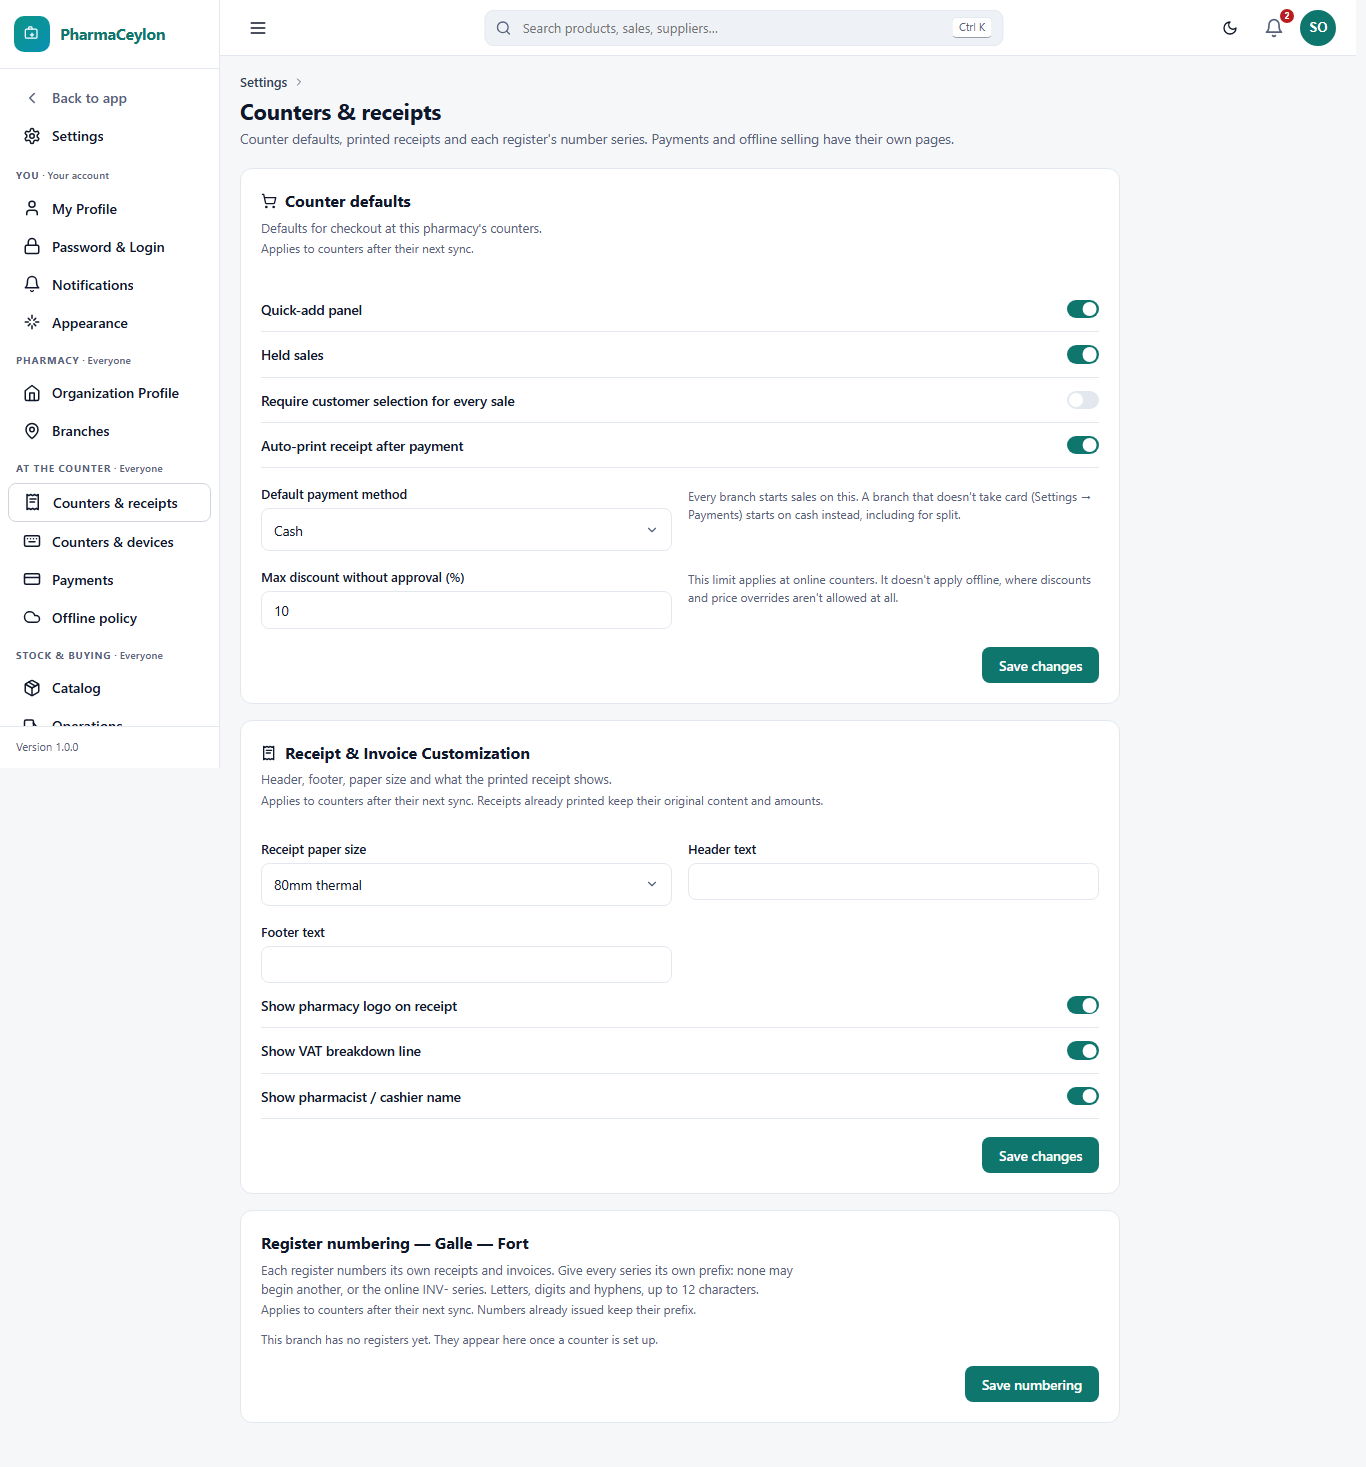 PharmaCeylon
Search products, sales, suppliers...
Ctrl K
2
SO
Back to app
Settings
YOU · Your account
My Profile
Password & Login
Notifications
Appearance
PHARMACY · Everyone
Organization Profile
Branches
AT THE COUNTER · Everyone
Counters & receipts
Counters & devices
Payments
Offline policy
STOCK & BUYING · Everyone
Catalog
Operations
Version 1.0.0
Settings
Counters & receipts
Counter defaults, printed receipts and each register's number series. Payments and offline selling have their own pages.
Counter defaults
Defaults for checkout at this pharmacy's counters.
Applies to counters after their next sync.
Quick-add panel
Held sales
Require customer selection for every sale
Auto-print receipt after payment
Default payment method
Cash
Every branch starts sales on this. A branch that doesn't take card (Settings →
Payments) starts on cash instead, including for split.
Max discount without approval (%)
10
This limit applies at online counters. It doesn't apply offline, where discounts
and price overrides aren't allowed at all.
Save changes
Receipt & Invoice Customization
Header, footer, paper size and what the printed receipt shows.
Applies to counters after their next sync. Receipts already printed keep their original content and amounts.
Receipt paper size
80mm thermal
Header text
Footer text
Show pharmacy logo on receipt
Show VAT breakdown line
Show pharmacist / cashier name
Save changes
Register numbering — Galle — Fort
Each register numbers its own receipts and invoices. Give every series its own prefix: none may
begin another, or the online INV- series. Letters, digits and hyphens, up to 12 characters.
Applies to counters after their next sync. Numbers already issued keep their prefix.
This branch has no registers yet. They appear here once a counter is set up.
Save numbering